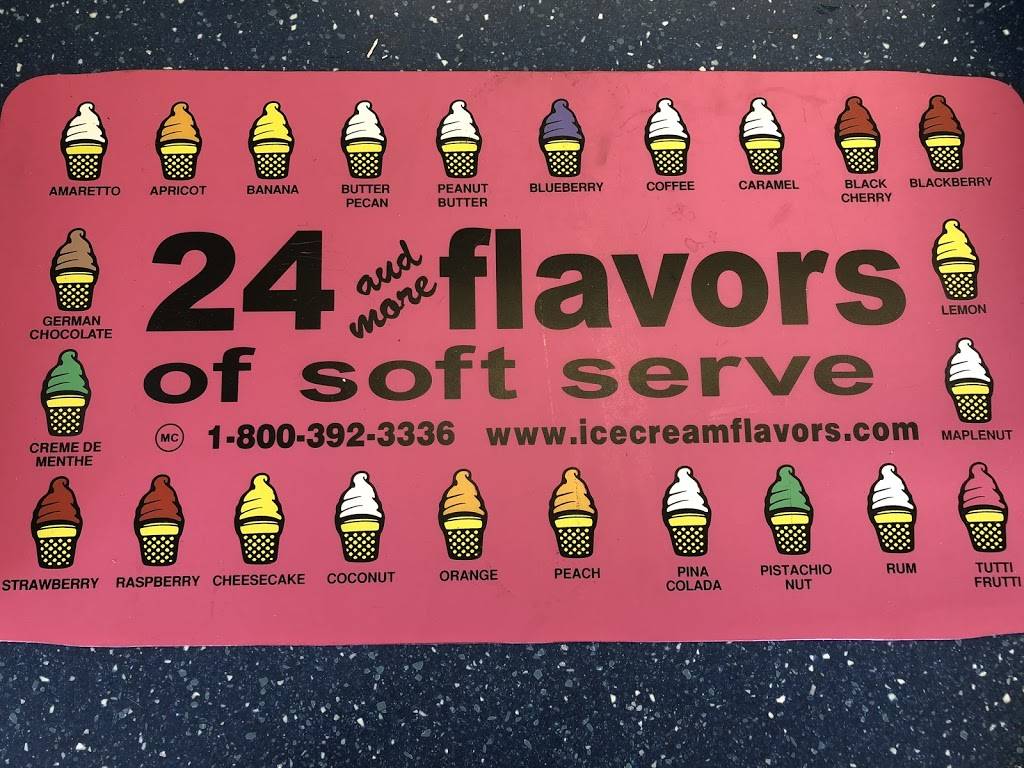 AMARETTO
APRICOT
BANANA
BUTTER
PECAN
PEANUT
BUTTER
BLUEBERRY
COFFEE
CARAMEL
BLACK
CHERRY
BLACKBERRY
GERMAN
CHOCOLATE
24 and more flavors
LEMON
of soft serve
CREME DE
MENTHE
MC 1-800-392-3336 www.icecreamflavors.com
MAPLENUT
STRAWBERRY
RASPBERRY
CHEESECAKE
COCONUT
ORANGE
PEACH
PINA
COLADA
PISTACHIO
NUT
RUM
TUTTI
FRUTTI